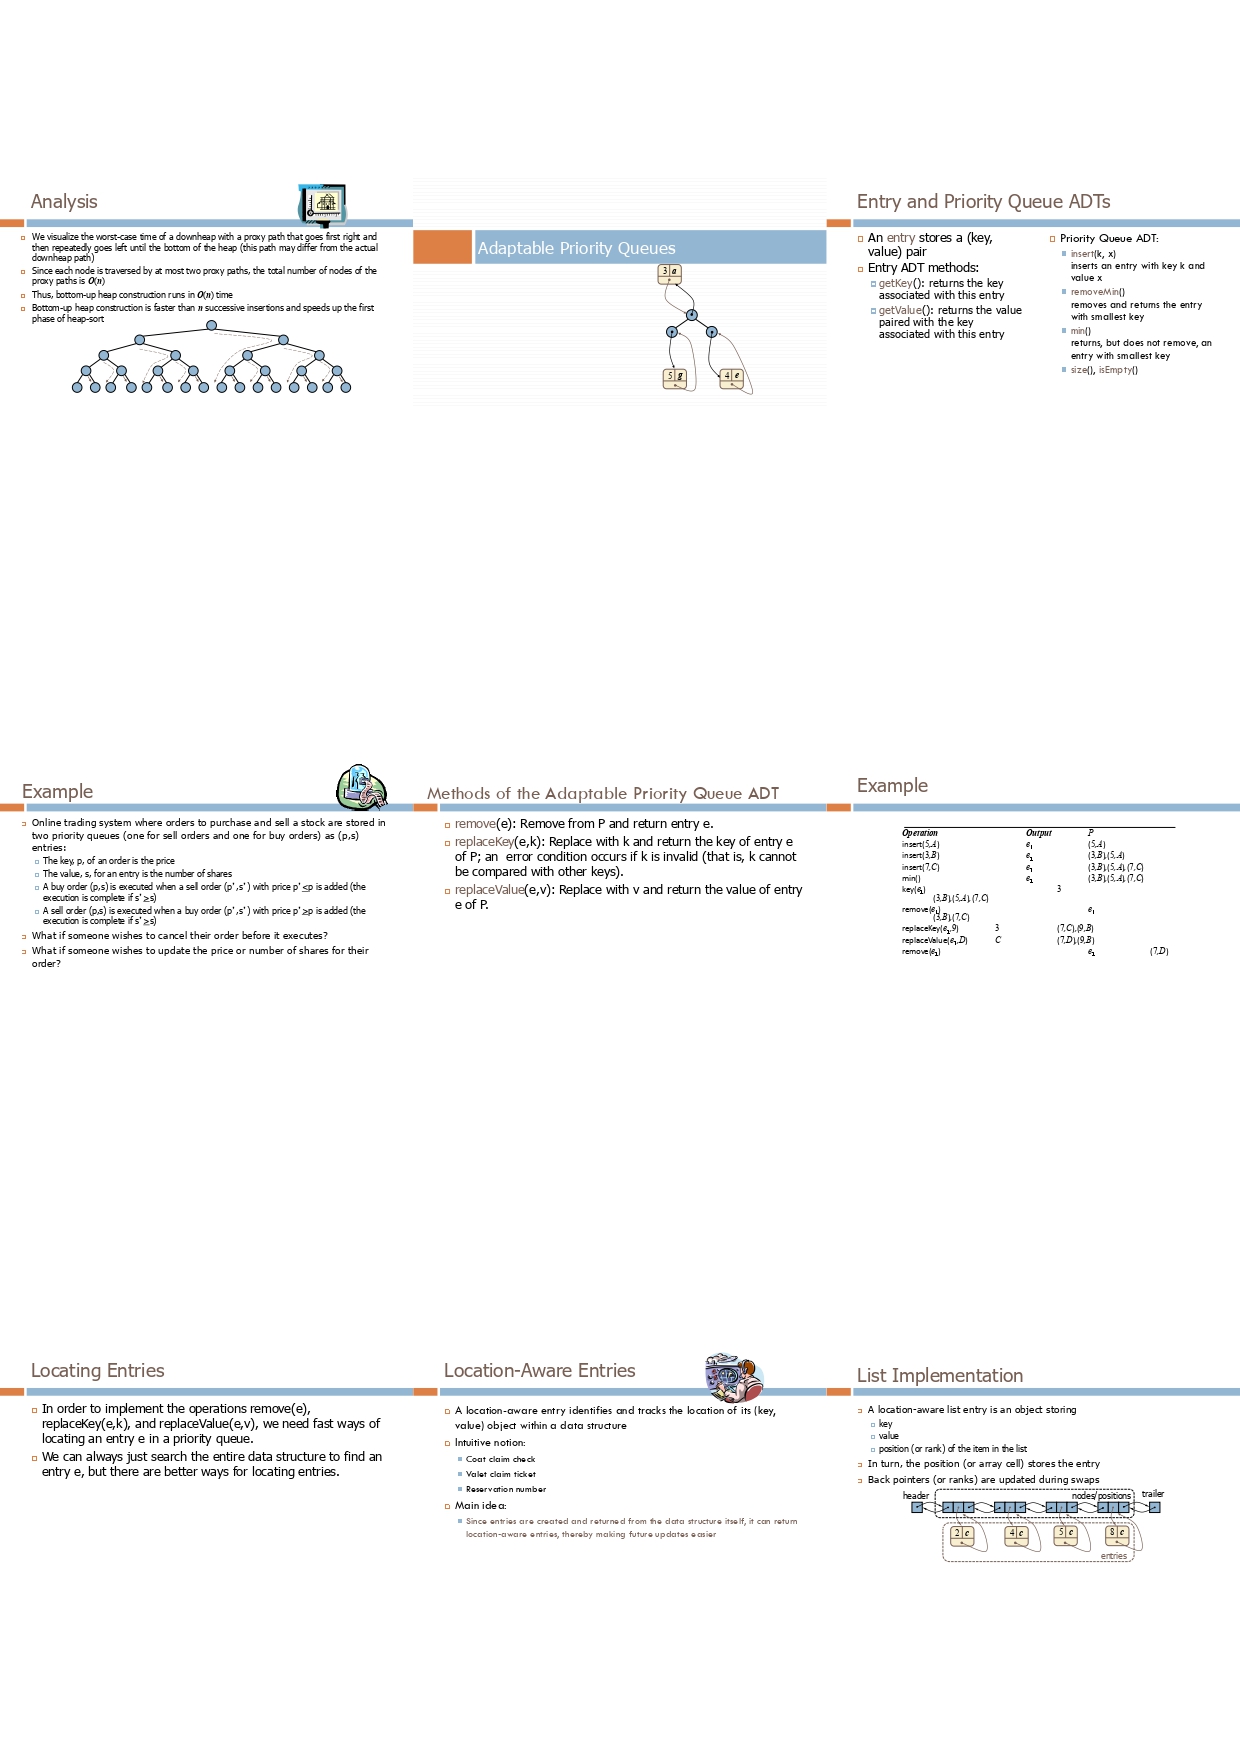 Analysis
We visualize the worst-case time of a downheap with a proxy path that goes first right and
then repeatedly goes left until the bottom of the heap (this path may differ from the actual
downheap path)
Since each node is traversed by at most two proxy paths, the total number of nodes of the
proxy paths is O(n)
Thus, bottom-up heap construction runs in O(n) time
Bottom-up heap construction is faster than n successive insertions and speeds up the first
phase of heap-sort
Adaptable Priority Queues
3 a
5 g
4 e
Entry and Priority Queue ADTs
An entry stores a (key,
value) pair
Entry ADT methods:
getKey(): returns the key
associated with this entry
getValue(): returns the value
paired with the key
associated with this entry
Priority Queue ADT:
insert(k, x)
inserts an entry with key k and
value x
removeMin()
removes and returns the entry
with smallest key
min()
returns, but does not remove, an
entry with smallest key
size(), isEmpty()
Example
Online trading system where orders to purchase and sell a stock are stored in
two priority queues (one for sell orders and one for buy orders) as (p,s)
entries:
The key, p, of an order is the price
The value, s, for an entry is the number of shares
A buy order (p,s) is executed when a sell order (p',s') with price p'<p is added (the
execution is complete if s'>s)
A sell order (p,s) is executed when a buy order (p',s') with price p'>p is added (the
execution is complete if s'>s)
What if someone wishes to cancel their order before it executes?
What if someone wishes to update the price or number of shares for their
order?
Methods of the Adaptable Priority Queue ADT
remove(e): Remove from P and return entry e.
replaceKey(e,k): Replace with k and return the key of entry e
of P; an error condition occurs if k is invalid (that is, k cannot
be compared with other keys).
replaceValue(e,v): Replace with v and return the value of entry
e of P.
Example
Operation Output P
insert(5,A) e1 (5,A)
insert(3,B) e2 (3,B),(5,A)
insert(7,C) e3 (3,B),(5,A),(7,C)
min() e2 (3,B),(5,A),(7,C)
key(e2) 3
(3,B),(5,A),(7,C)
remove(e1) e1
(3,B),(7,C)
replaceKey(e2,9) 3 (7,C),(9,B)
replaceValue(e3,D) C (7,D),(9,B)
remove(e2) e2 (7,D)
Locating Entries
In order to implement the operations remove(e),
replaceKey(e,k), and replaceValue(e,v), we need fast ways of
locating an entry e in a priority queue.
We can always just search the entire data structure to find an
entry e, but there are better ways for locating entries.
Location-Aware Entries
A location-aware entry identifies and tracks the location of its (key,
value) object within a data structure
Intuitive notion:
Coat claim check
Valet claim ticket
Reservation number
Main idea:
Since entries are created and returned from the data structure itself, it can return
location-aware entries, thereby making future updates easier
List Implementation
A location-aware list entry is an object storing
key
value
position (or rank) of the item in the list
In turn, the position (or array cell) stores the entry
Back pointers (or ranks) are updated during swaps
header nodes/positions trailer
2 c 4 c 5 c 8 c
entries